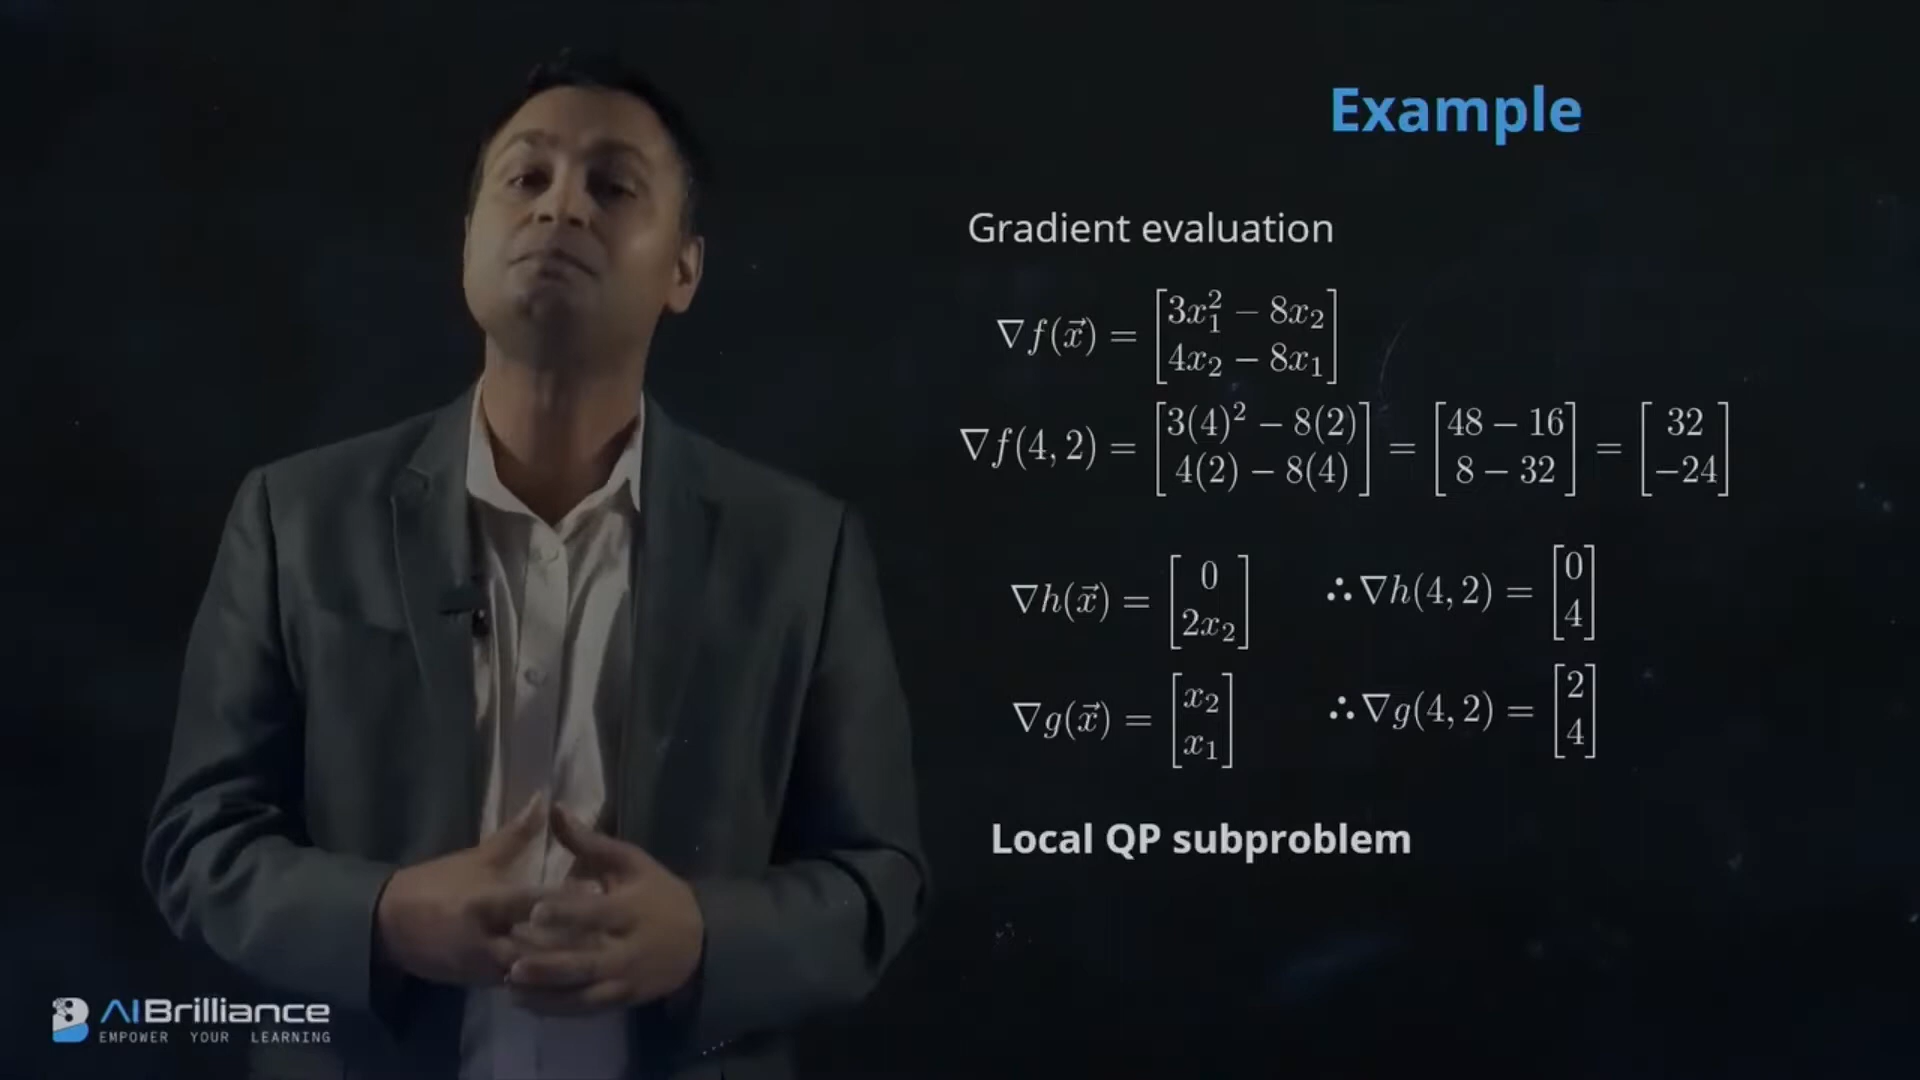 Example
Gradient evaluation
∇f(x⃗) = [3x₁² − 8x₂; 4x₂ − 8x₁]
∇f(4, 2) = [3(4)² − 8(2); 4(2) − 8(4)] = [48 − 16; 8 − 32] = [32; −24]
∇h(x⃗) = [0; 2x₂] ∴ ∇h(4, 2) = [0; 4]
∇g(x⃗) = [x₂; x₁] ∴ ∇g(4, 2) = [2; 4]
Local QP subproblem
AI Brilliance
EMPOWER YOUR LEARNING